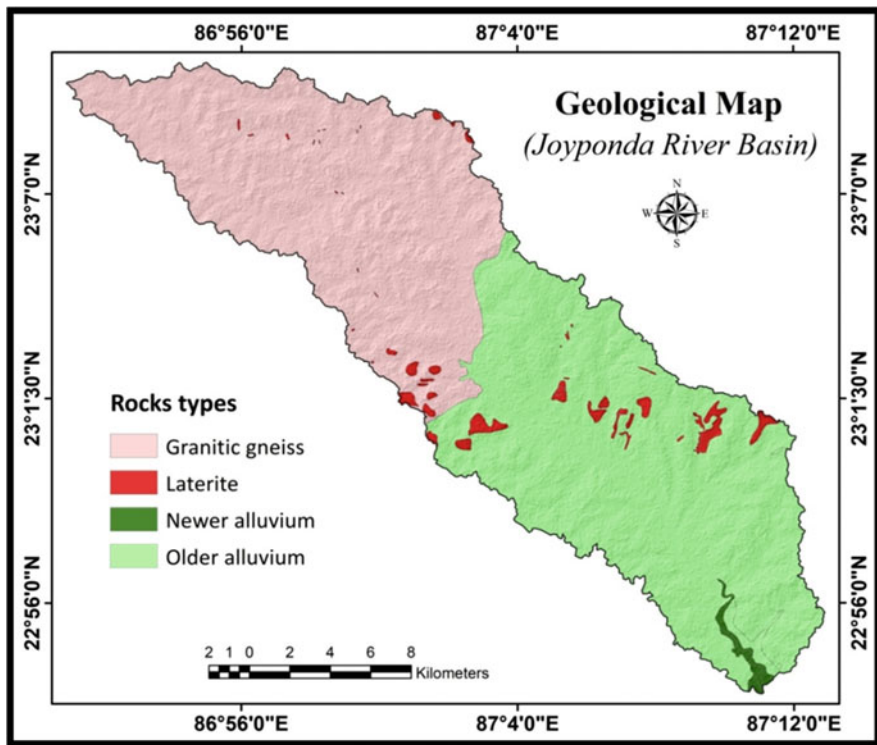 86°56'0"E 87°4'0"E 87°12'0"E
Geological Map
(Joyponda River Basin)
N
W E
S
23°7'0"N 23°7'0"N
23°1'30"N 23°1'30"N
Rocks types
Granitic gneiss
Laterite
Newer alluvium
Older alluvium
22°56'0"N 22°56'0"N
2 1 0 2 4 6 8
Kilometers
86°56'0"E 87°4'0"E 87°12'0"E